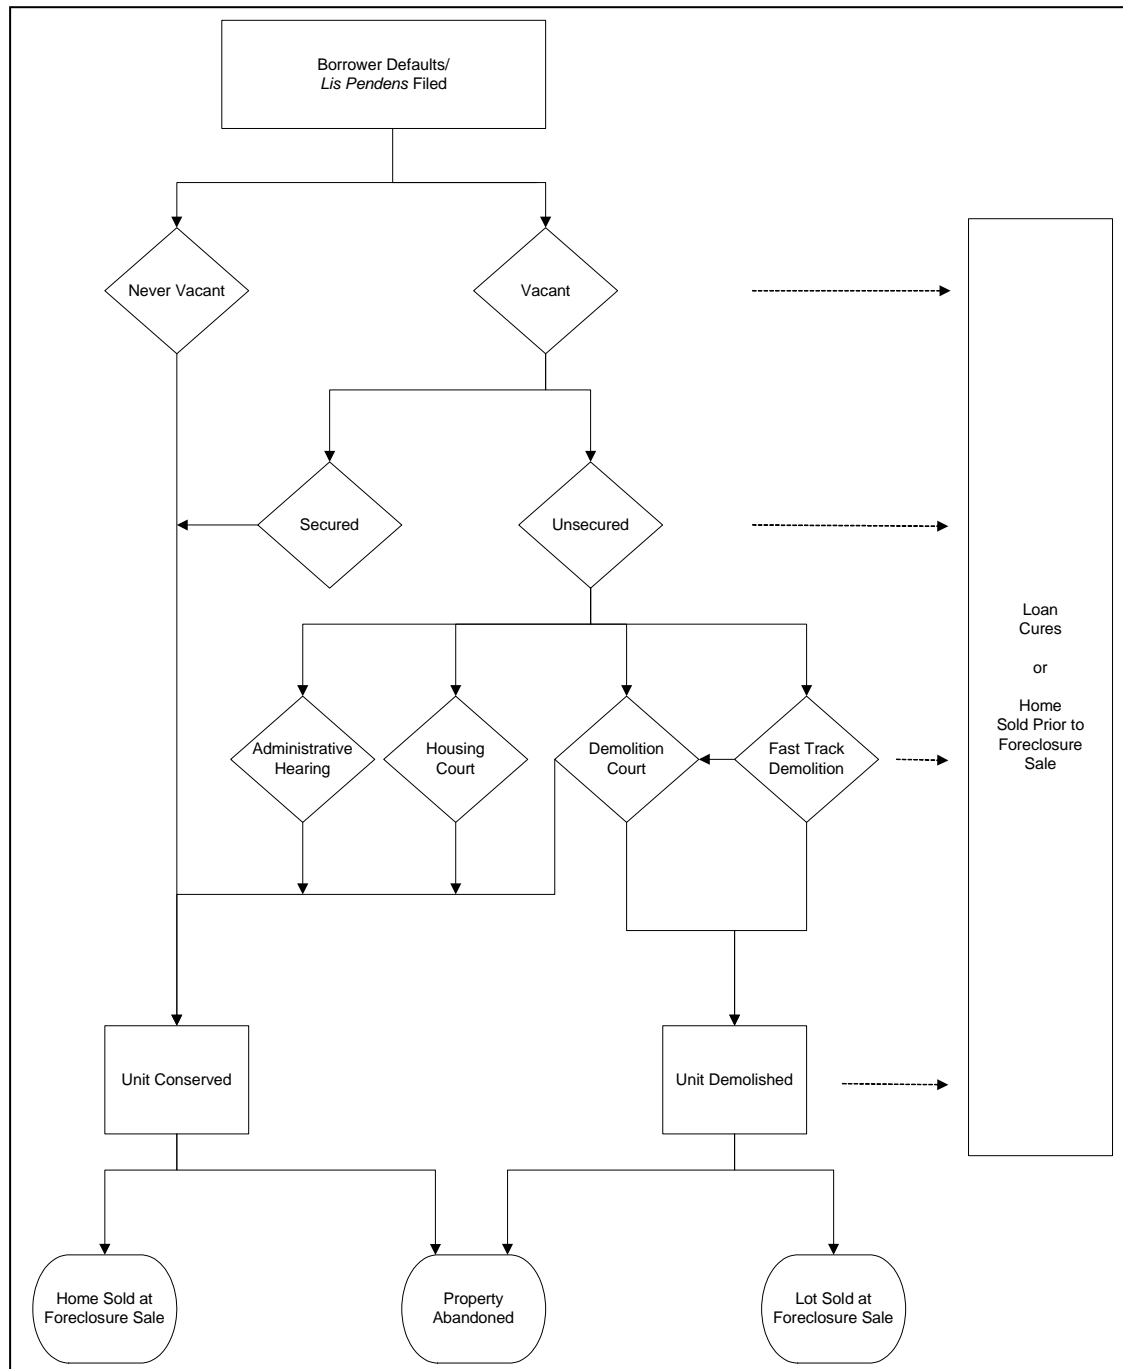 Borrower Defaults/
Lis Pendens Filed
Never Vacant
Vacant
Secured
Unsecured
Administrative
Hearing
Housing
Court
Demolition
Court
Fast Track
Demolition
Loan
Cures
or
Home
Sold Prior to
Foreclosure
Sale
Unit Conserved
Unit Demolished
Home Sold at
Foreclosure Sale
Property
Abandoned
Lot Sold at
Foreclosure Sale